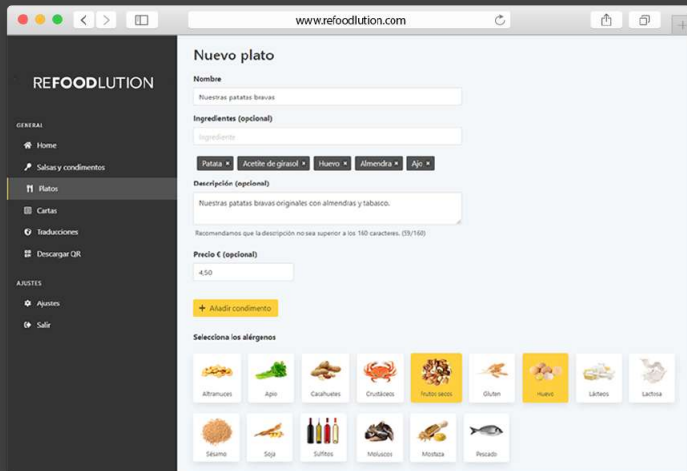 www.refoodlution.com
REFOODLUTION
GENERAL
Home
Salsas y condimentos
Platos
Cartas
Traducciones
Descargar QR
AJUSTES
Ajustes
Salir
Nuevo plato
Nombre
Nuestras patatas bravas
Ingredientes (opcional)
Ingrediente
Patata × Acetite de girasol × Huevo × Almendra × Ajo ×
Descripción (opcional)
Nuestras patatas bravas originales con almendras y tabasco.
Recomendamos que la descripción no sea superior a los 160 caracteres. (59/160)
Precio € (opcional)
4,50
+ Añadir condimento
Selecciona los alérgenos
Altramuces Apio Cacahuetes Crustáceos Frutos secos Gluten Huevo Lácteos Lactosa
Sésamo Soja Sulfitos Moluscos Mostaza Pescado